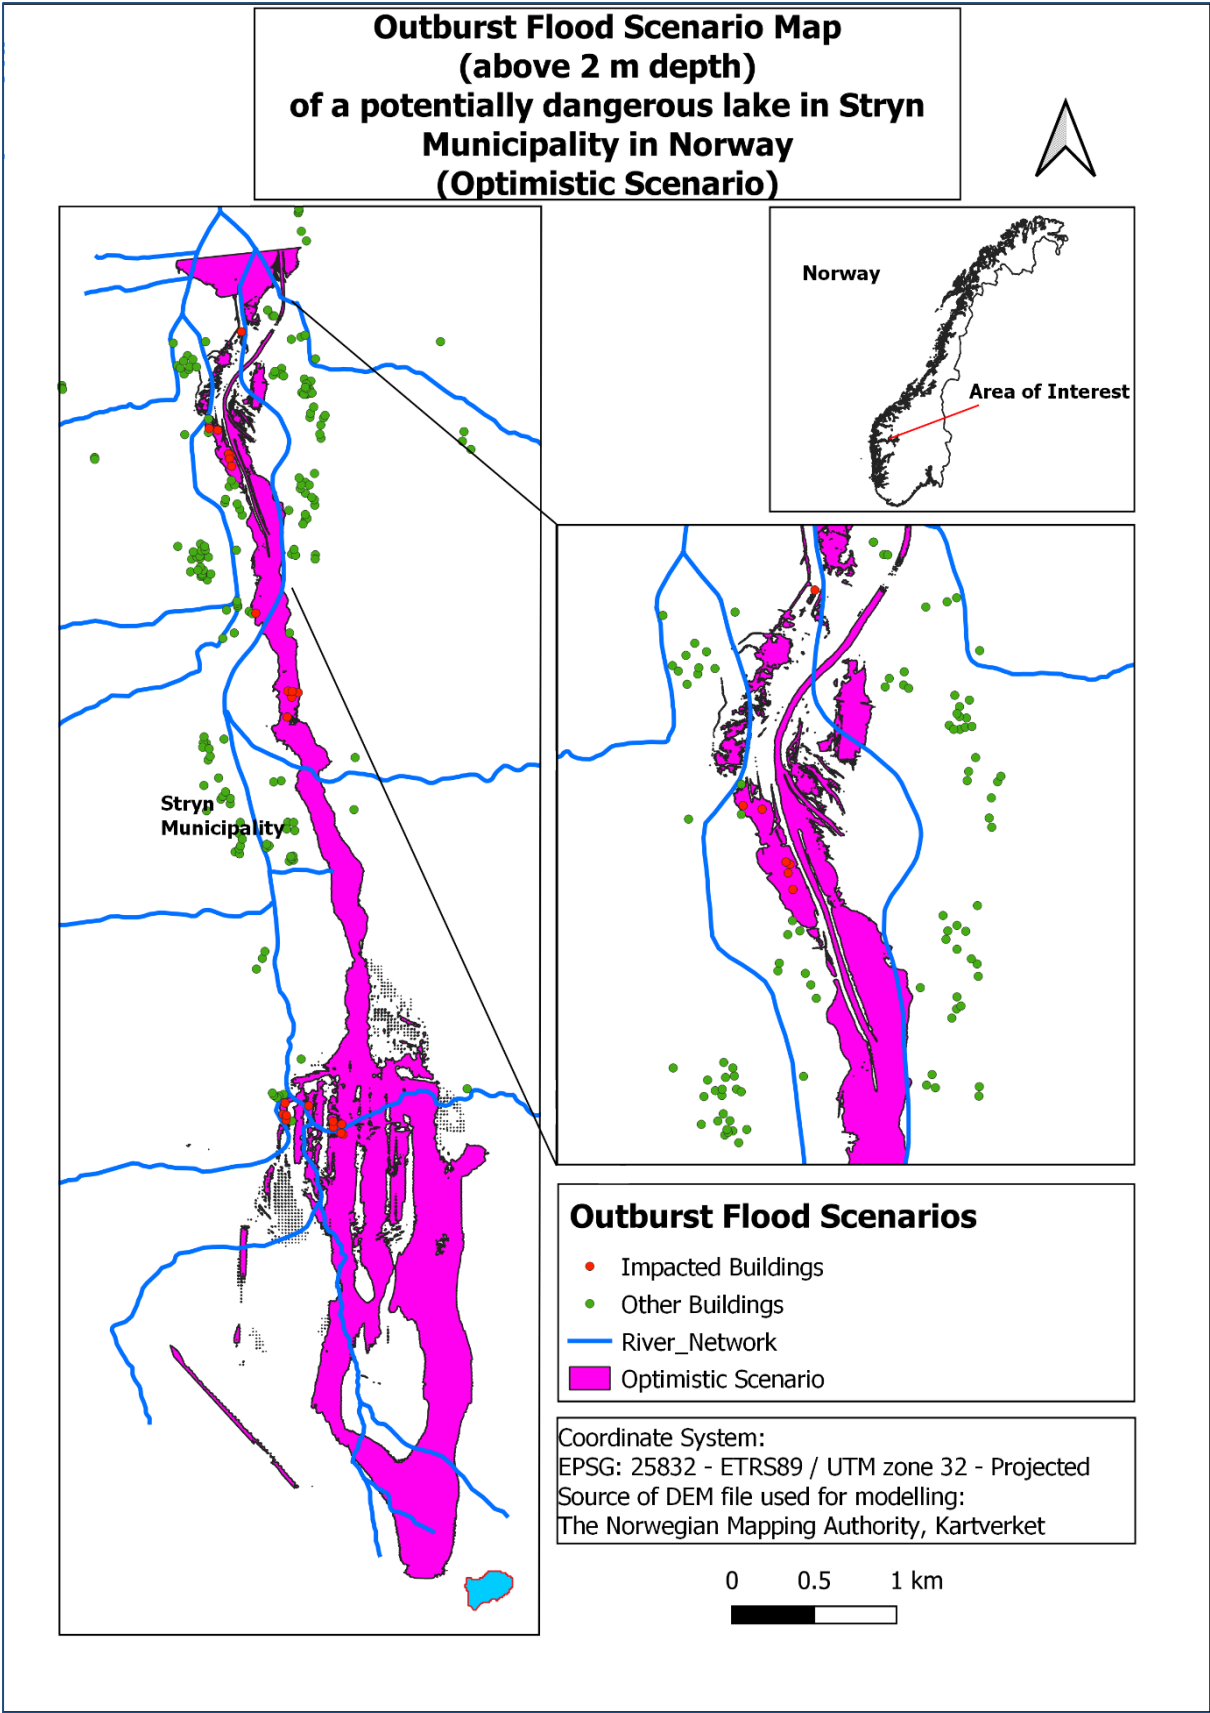 Outburst Flood Scenario Map
(above 2 m depth)
of a potentially dangerous lake in Stryn
Municipality in Norway
(Optimistic Scenario)
Norway
Area of Interest
Stryn
Municipality
Outburst Flood Scenarios
Impacted Buildings
Other Buildings
River_Network
Optimistic Scenario
Coordinate System:
EPSG: 25832 - ETRS89 / UTM zone 32 - Projected
Source of DEM file used for modelling:
The Norwegian Mapping Authority, Kartverket
0 0.5 1 km